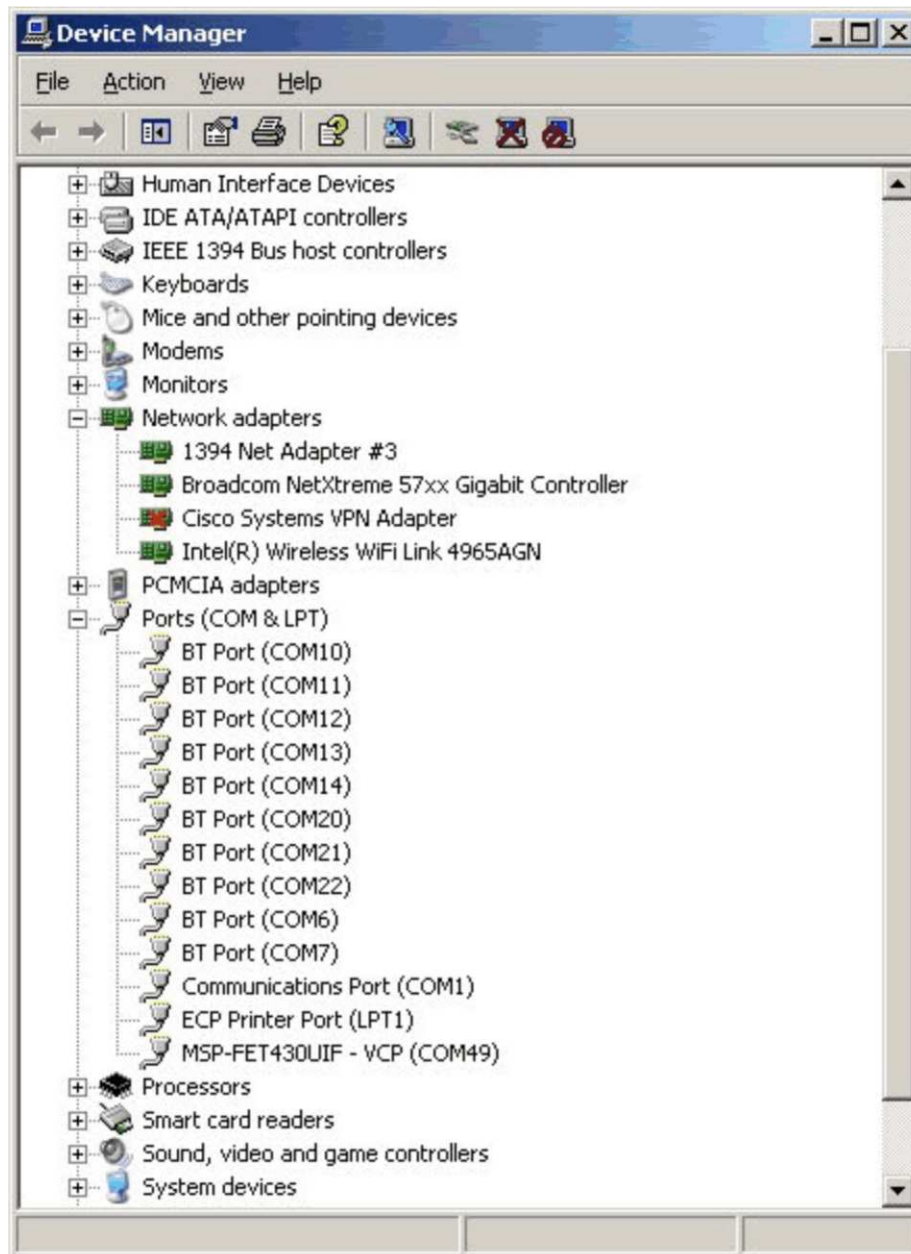 Device Manager
File Action View Help
Human Interface Devices
IDE ATA/ATAPI controllers
IEEE 1394 Bus host controllers
Keyboards
Mice and other pointing devices
Modems
Monitors
Network adapters
1394 Net Adapter #3
Broadcom NetXtreme 57xx Gigabit Controller
Cisco Systems VPN Adapter
Intel(R) Wireless WiFi Link 4965AGN
PCMCIA adapters
Ports (COM & LPT)
BT Port (COM10)
BT Port (COM11)
BT Port (COM12)
BT Port (COM13)
BT Port (COM14)
BT Port (COM20)
BT Port (COM21)
BT Port (COM22)
BT Port (COM6)
BT Port (COM7)
Communications Port (COM1)
ECP Printer Port (LPT1)
MSP-FET430UIF - VCP (COM49)
Processors
Smart card readers
Sound, video and game controllers
System devices